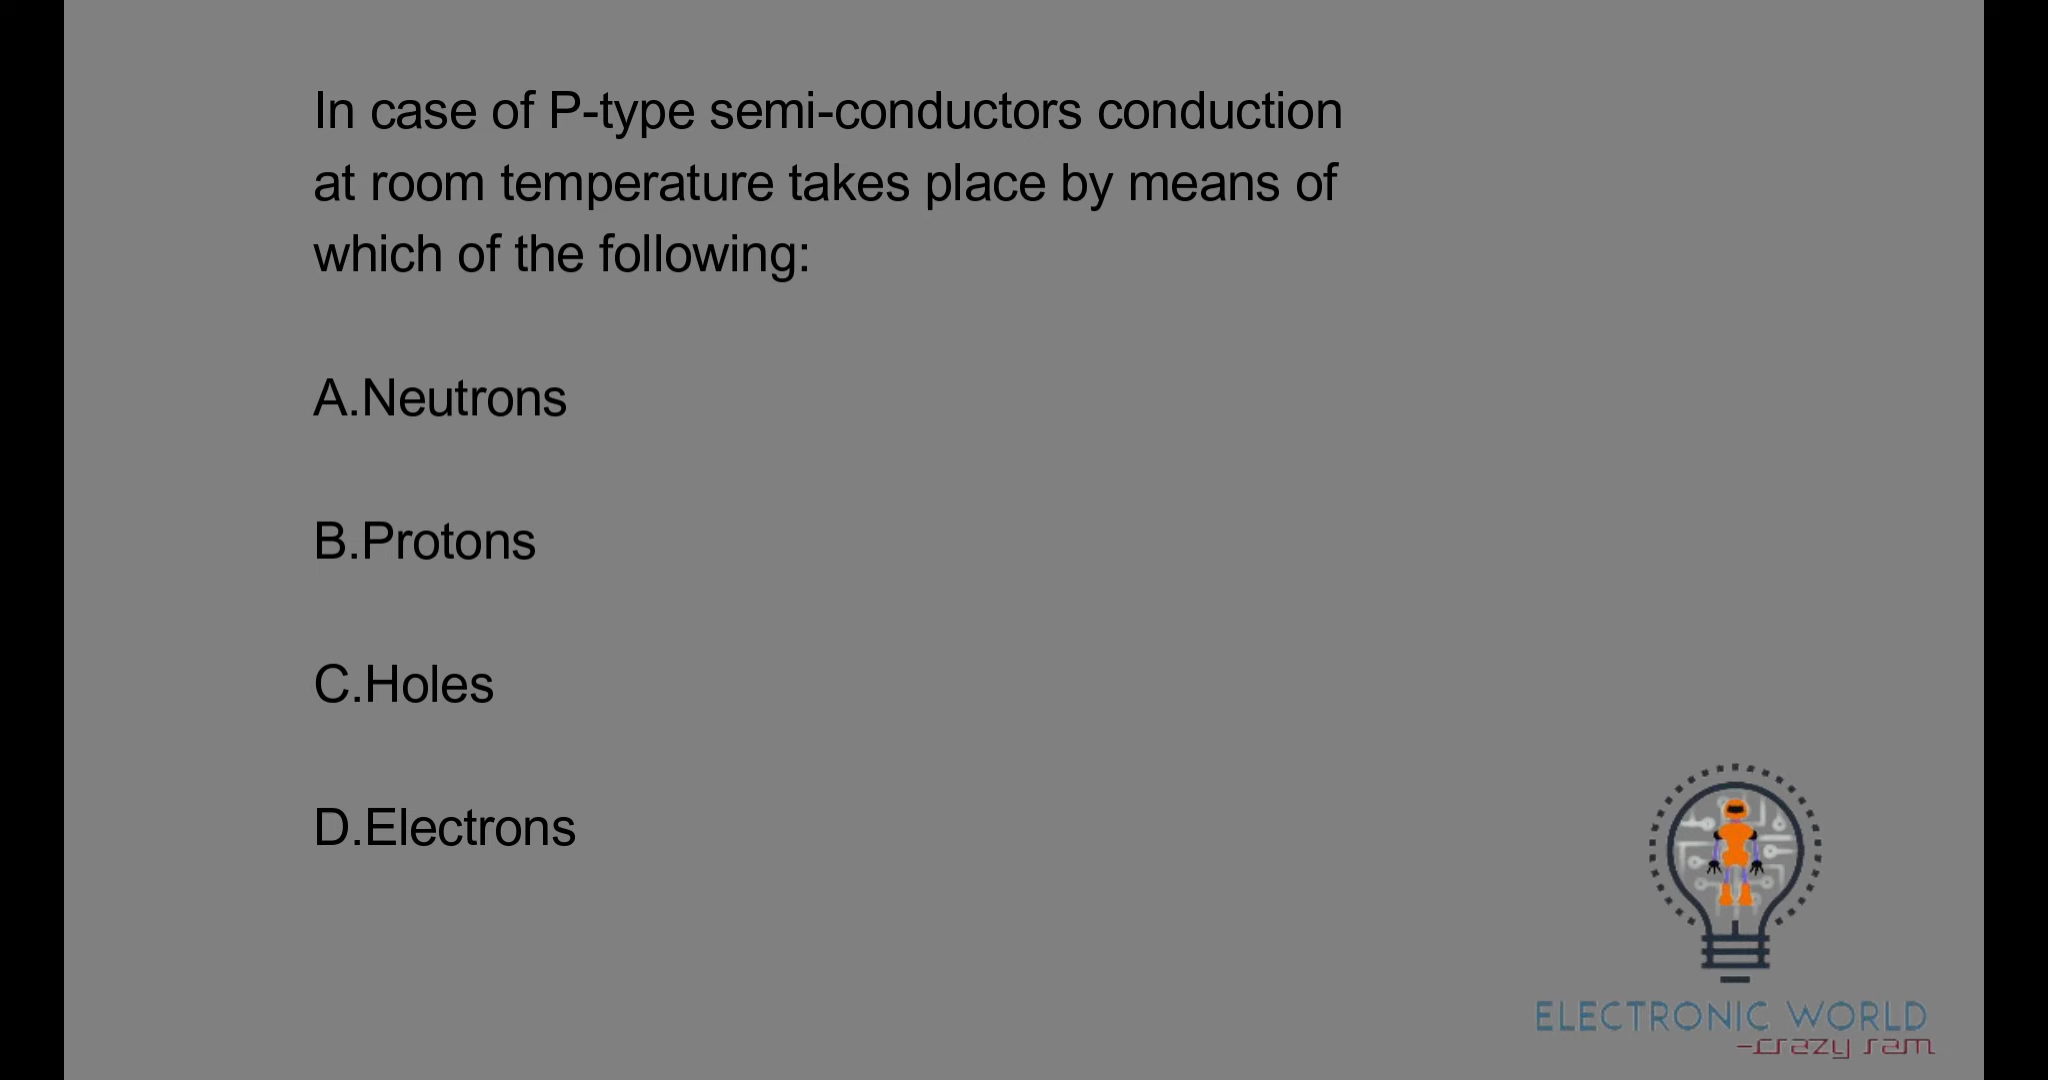 In case of P-type semi-conductors conduction
at room temperature takes place by means of
which of the following:
A.Neutrons
B.Protons
C.Holes
D.Electrons
ELECTRONIC WORLD
-crazy ram